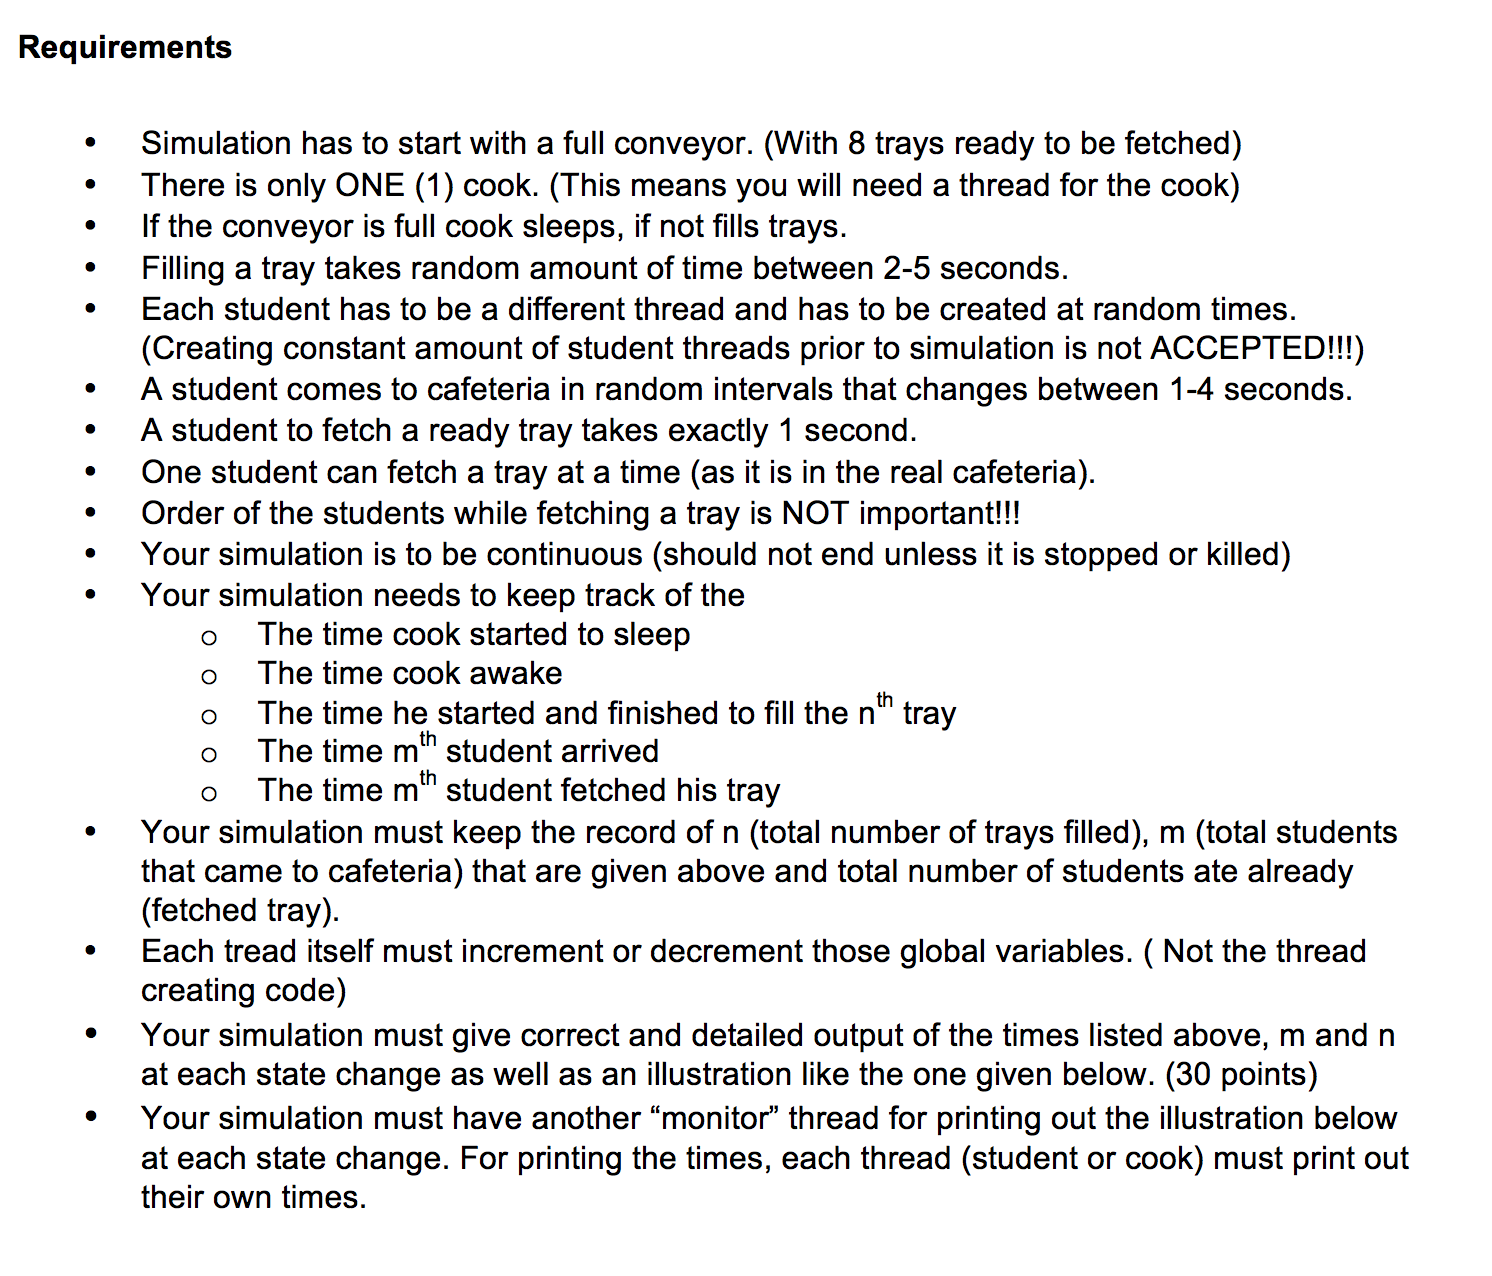 Requirements
• Simulation has to start with a full conveyor. (With 8 trays ready to be fetched)
• There is only ONE (1) cook. (This means you will need a thread for the cook)
• If the conveyor is full cook sleeps, if not fills trays.
• Filling a tray takes random amount of time between 2-5 seconds.
• Each student has to be a different thread and has to be created at random times.
(Creating constant amount of student threads prior to simulation is not ACCEPTED!!!)
• A student comes to cafeteria in random intervals that changes between 1-4 seconds.
• A student to fetch a ready tray takes exactly 1 second.
• One student can fetch a tray at a time (as it is in the real cafeteria).
• Order of the students while fetching a tray is NOT important!!!
• Your simulation is to be continuous (should not end unless it is stopped or killed)
• Your simulation needs to keep track of the
o The time cook started to sleep
o The time cook awake
o The time he started and finished to fill the nth tray
o The time mth student arrived
o The time mth student fetched his tray
• Your simulation must keep the record of n (total number of trays filled), m (total students
that came to cafeteria) that are given above and total number of students ate already
(fetched tray).
• Each tread itself must increment or decrement those global variables. ( Not the thread
creating code)
• Your simulation must give correct and detailed output of the times listed above, m and n
at each state change as well as an illustration like the one given below. (30 points)
• Your simulation must have another “monitor” thread for printing out the illustration below
at each state change. For printing the times, each thread (student or cook) must print out
their own times.